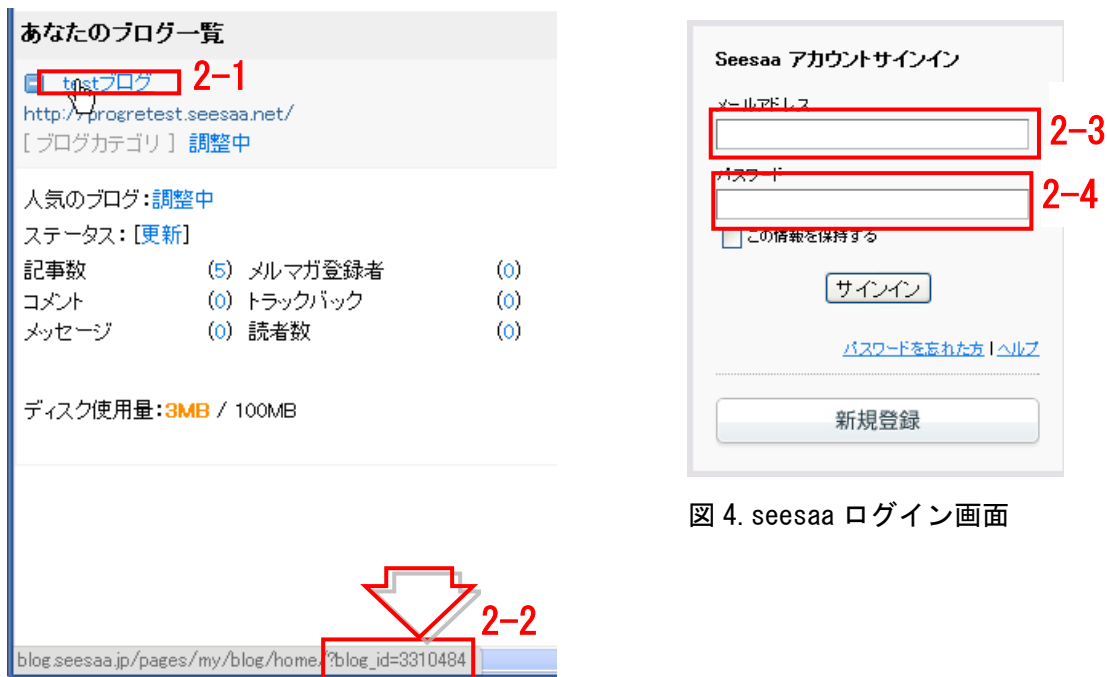 あなたのブログ一覧
testブログ 2-1
http://progretest.seesaa.net/
[ ブログカテゴリ ] 調整中
人気のブログ:調整中
ステータス:[更新]
記事数 (5) メルマガ登録者 (0)
コメント (0) トラックバック (0)
メッセージ (0) 読者数 (0)
ディスク使用量:3MB / 100MB
2-2
blog.seesaa.jp/pages/my/blog/home/?blog_id=3310484
Seesaa アカウントサインイン
メールアドレス
2-3
パスワード
2-4
この情報を保持する
サインイン
パスワードを忘れた方 | ヘルプ
新規登録
図 4. seesaa ログイン画面